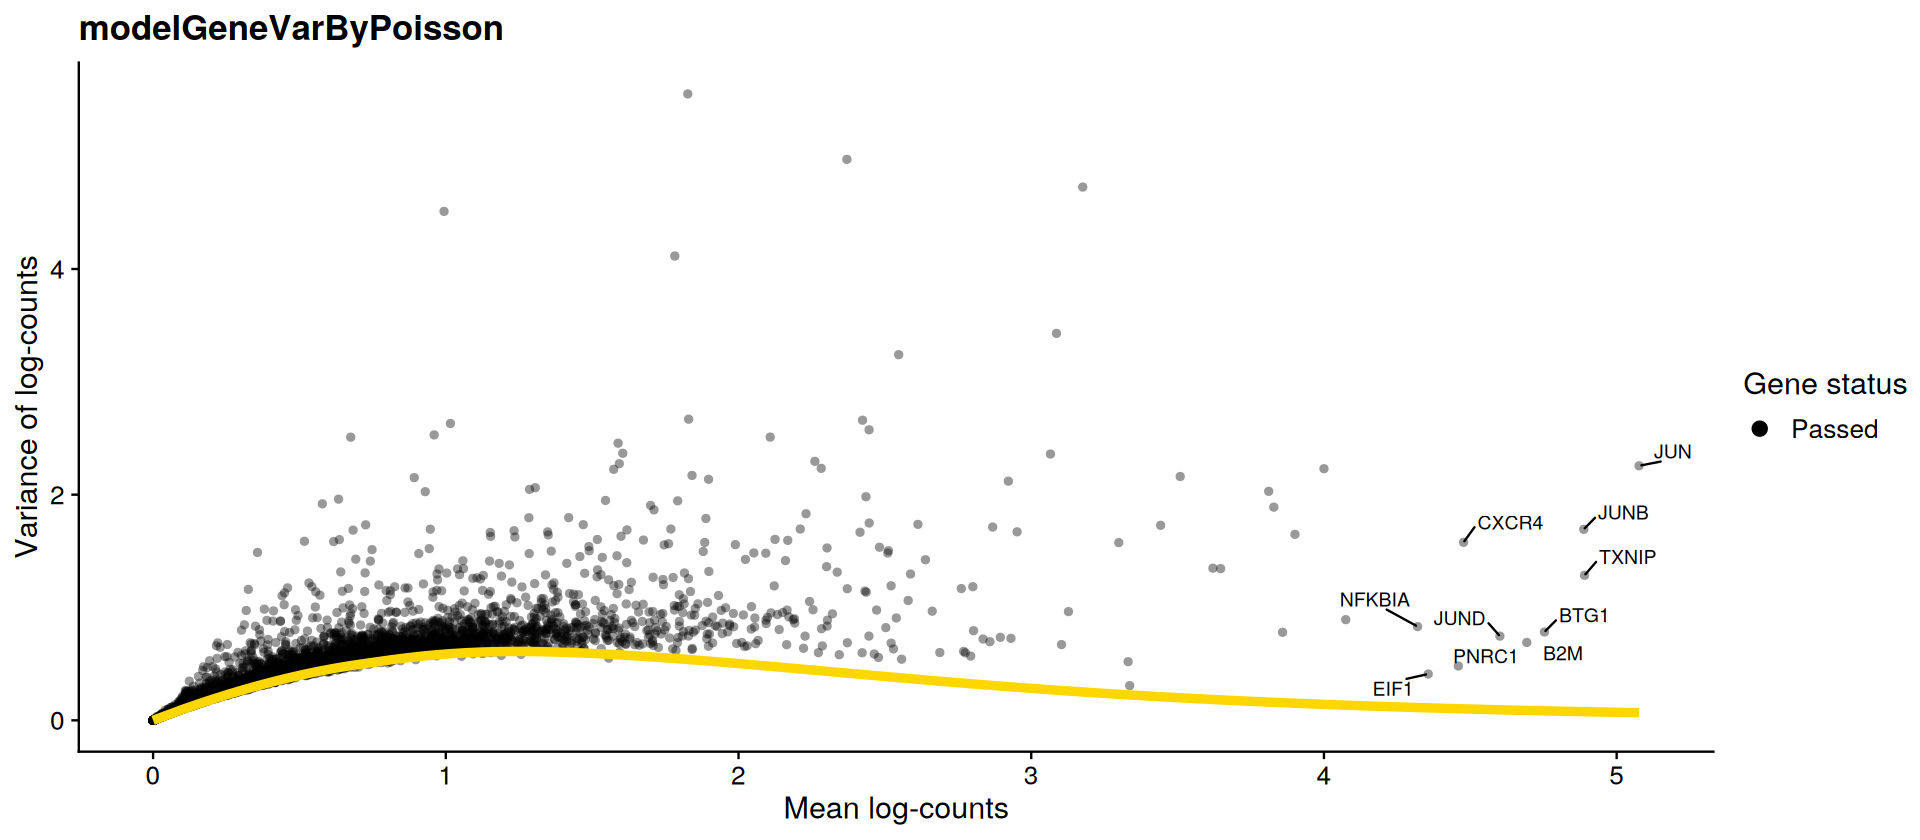 modelGeneVarByPoisson
Variance of log-counts
4
2
0
0
1
2
3
4
5
Mean log-counts
JUN
JUNB
CXCR4
TXNIP
NFKBIA
JUND
BTG1
PNRC1
B2M
EIF1
Gene status
Passed